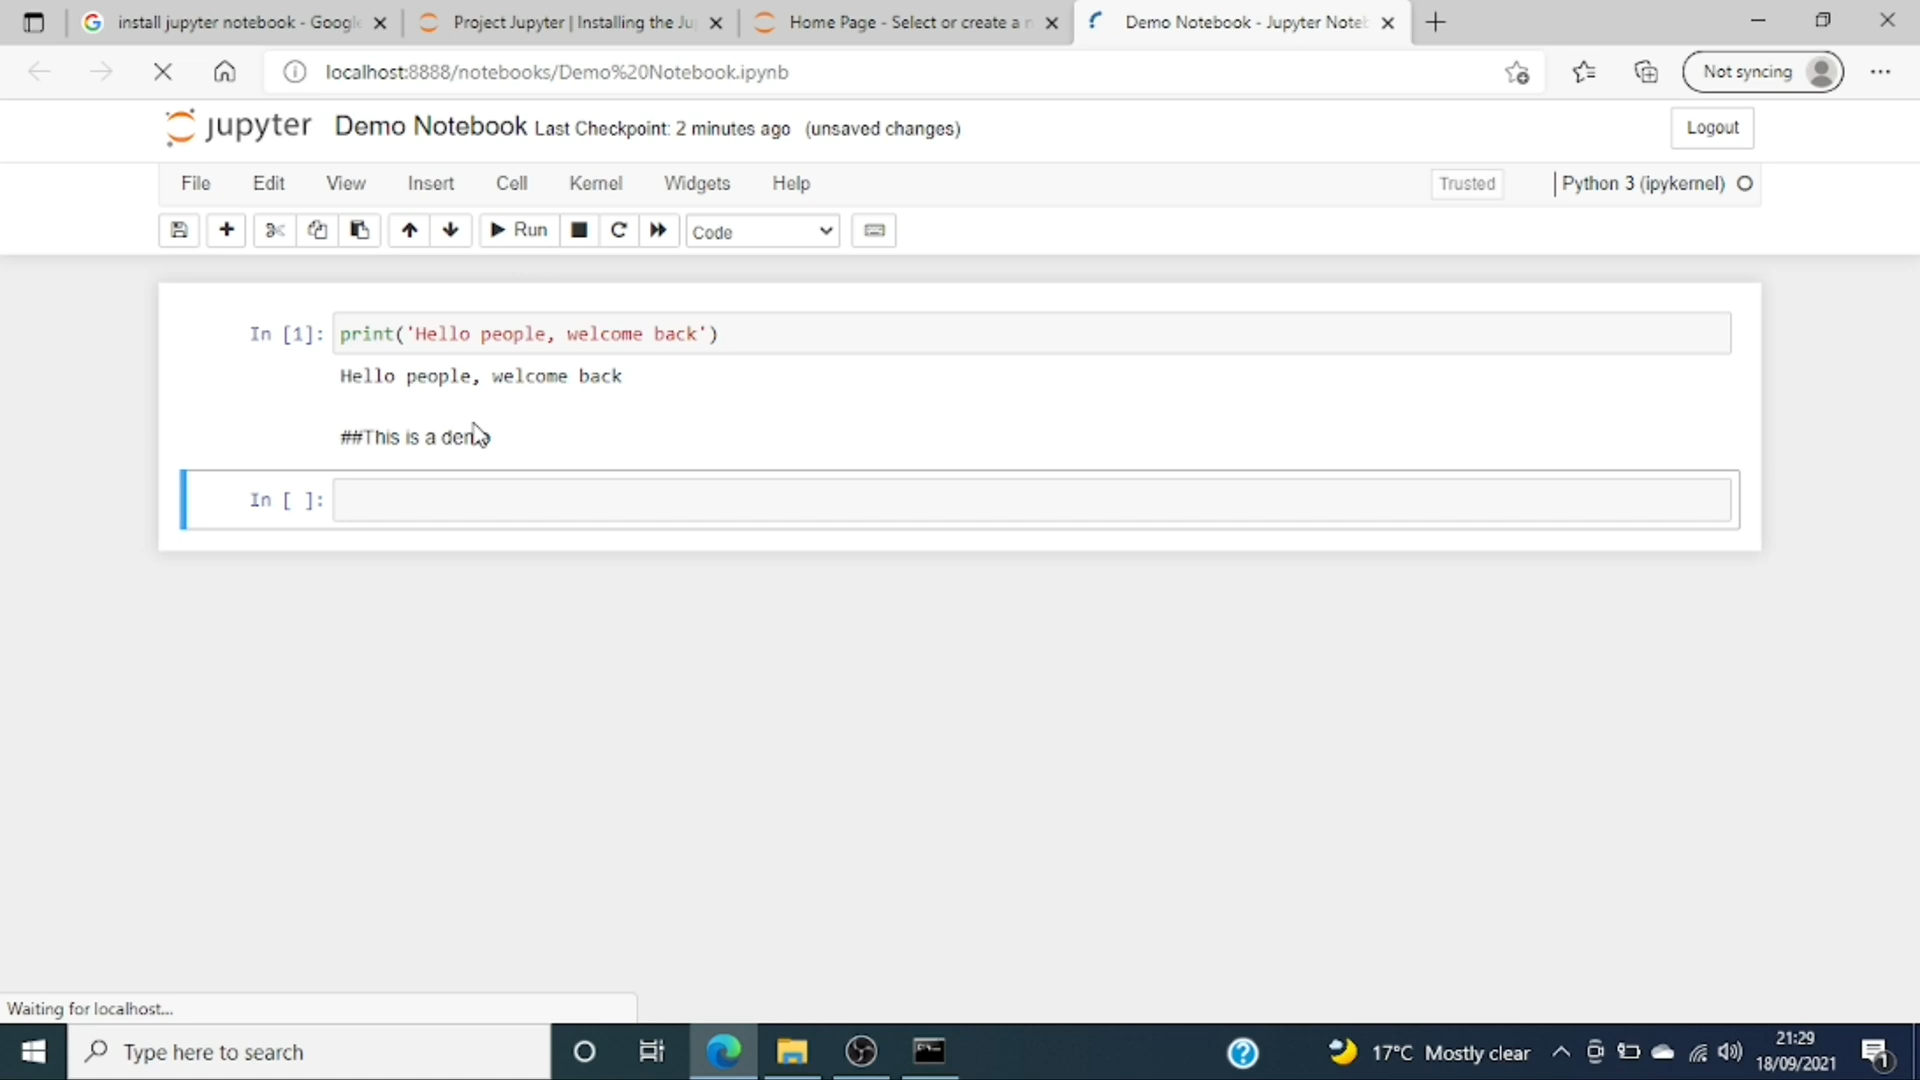 install jupyter notebook - Google
Project Jupyter | Installing the Ju
Home Page - Select or create a n
Demo Notebook - Jupyter Noteb
localhost:8888/notebooks/Demo%20Notebook.ipynb
Not syncing
jupyter Demo Notebook Last Checkpoint: 2 minutes ago (unsaved changes)
Logout
File Edit View Insert Cell Kernel Widgets Help
Trusted
Python 3 (ipykernel)
Run
Code
In [1]: print('Hello people, welcome back')
Hello people, welcome back
##This is a demo
In [ ]:
Waiting for localhost...
Type here to search
17°C Mostly clear
21:29
18/09/2021
1